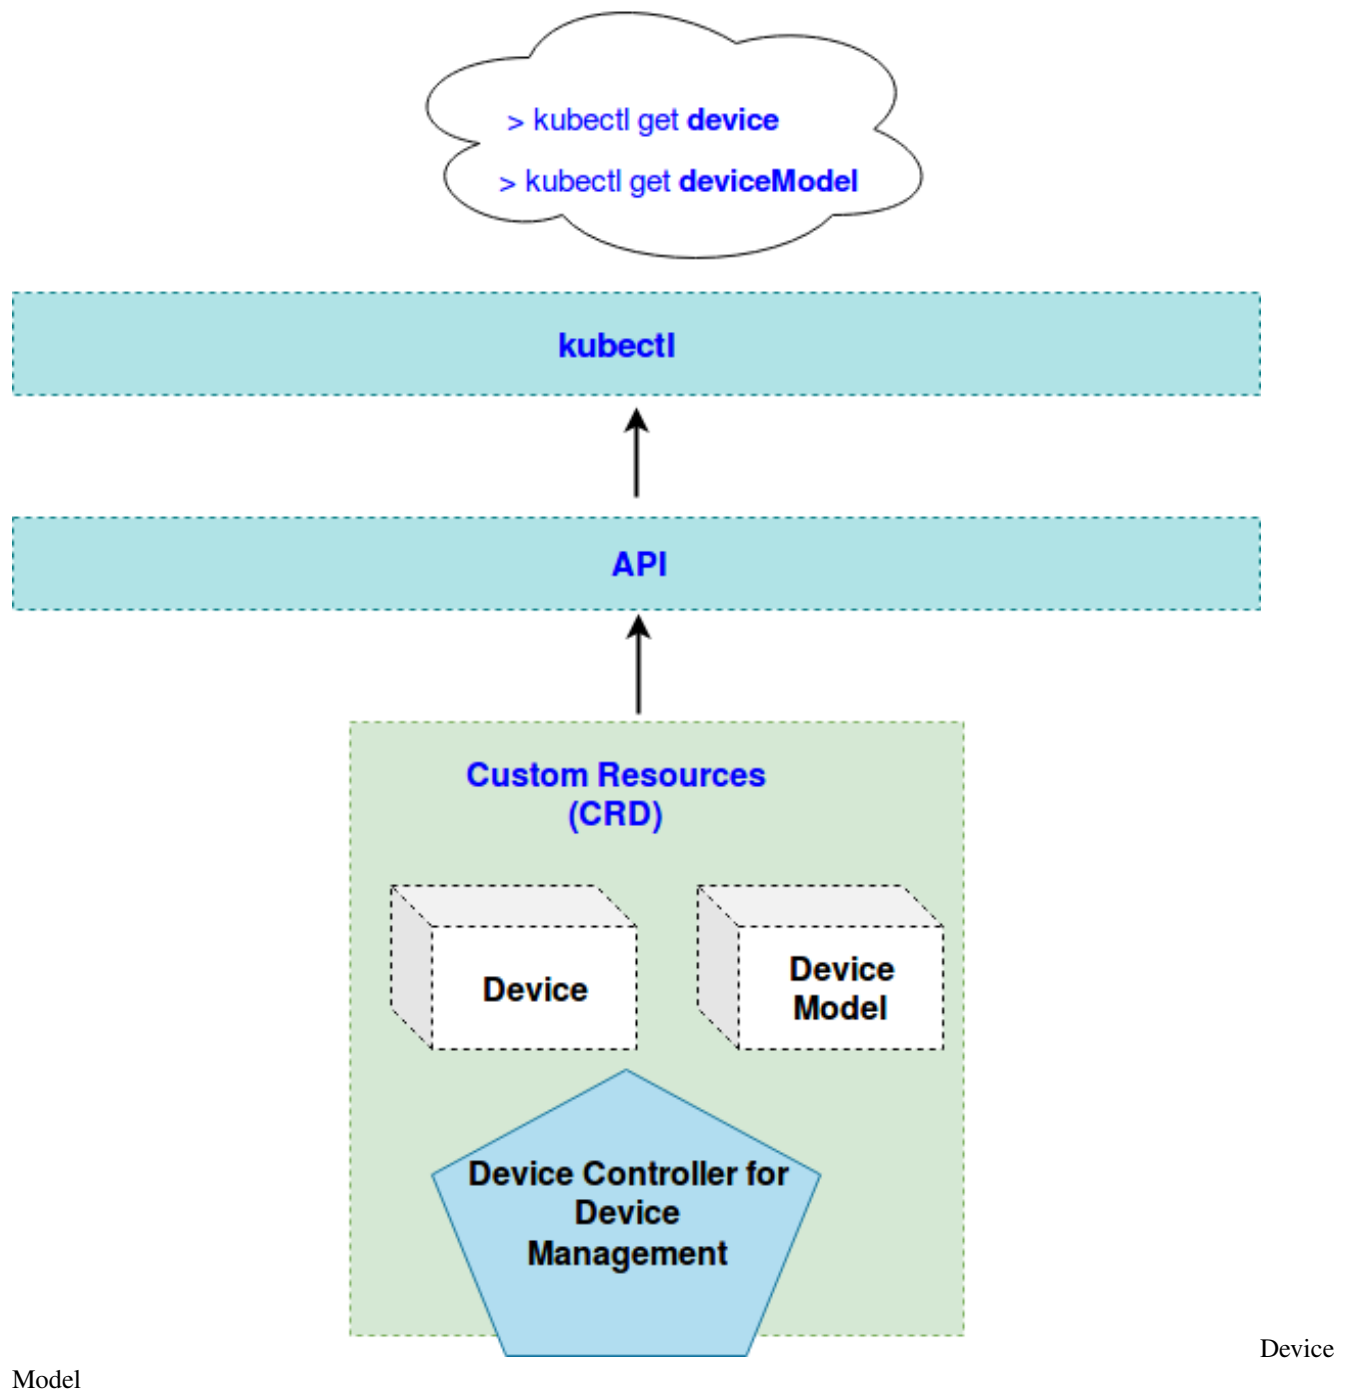 > kubectl get device
> kubectl get deviceModel
kubectl
API
Custom Resources
(CRD)
Device
Device
Model
Device Controller for
Device
Management
Device
Model